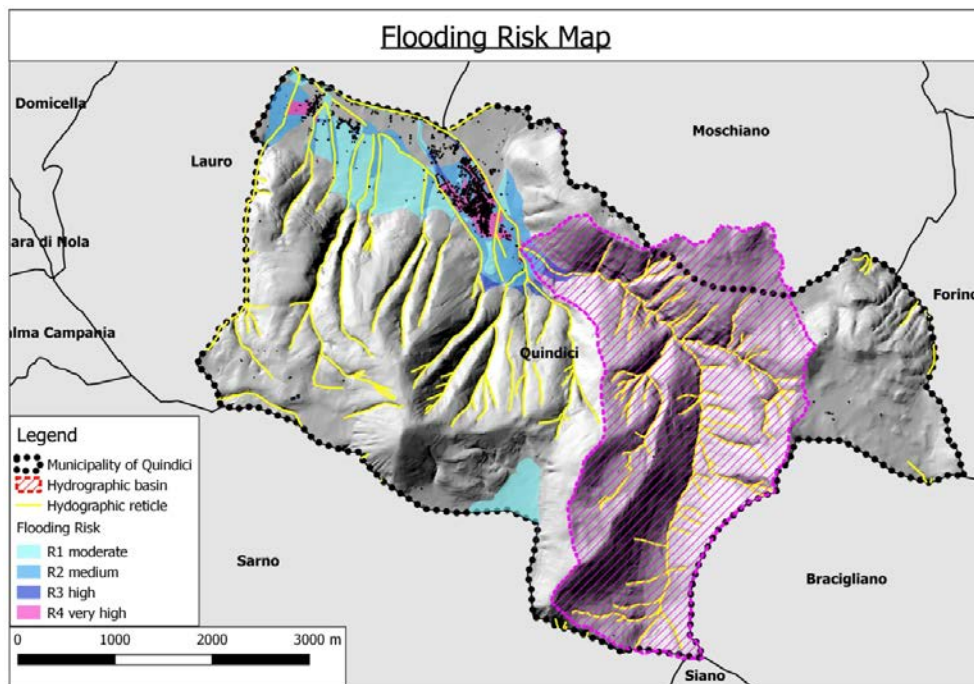 Flooding Risk Map
Domicella
Moschiano
Lauro
ara di Nola
Forino
alma Campania
Quindici
Legend
Municipality of Quindici
Hydrographic basin
Hydographic reticle
Flooding Risk
R1 moderate
R2 medium
R3 high
R4 very high
Sarno
Bracigliano
0 1000 2000 3000 m
Siano